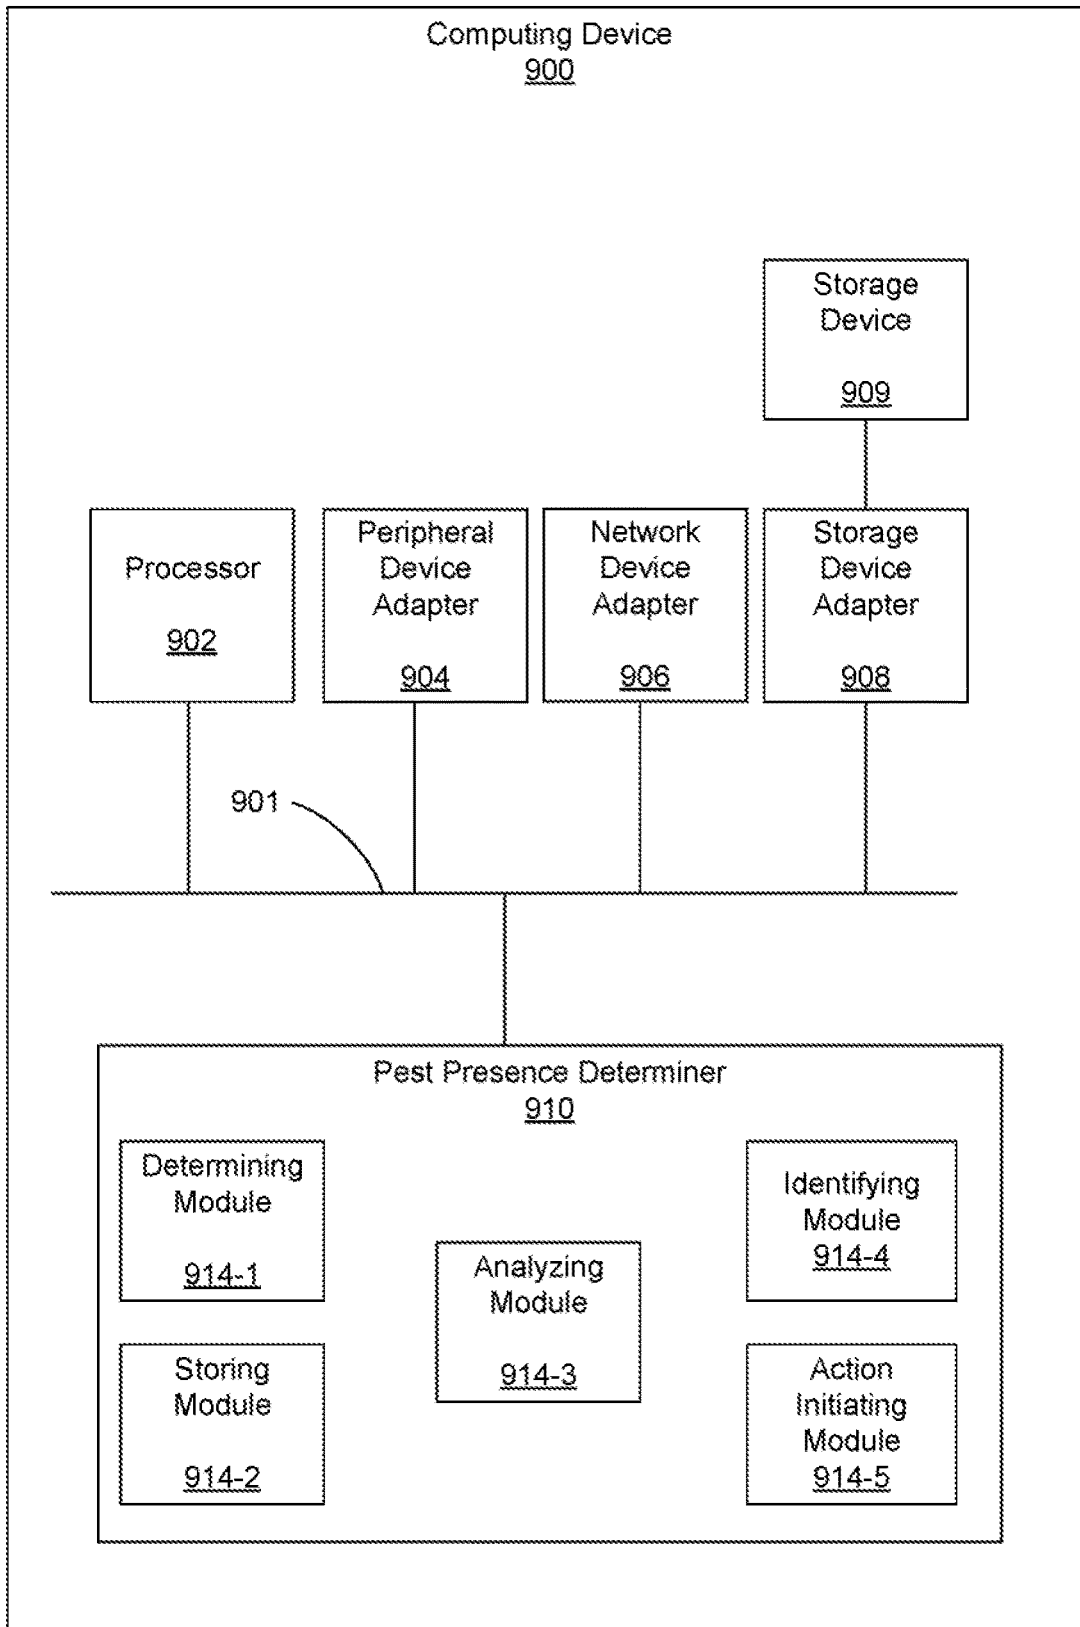 Computing Device
900
Storage
Device
909
Processor
902
Peripheral
Device
Adapter
904
Network
Device
Adapter
906
Storage
Device
Adapter
908
901
Pest Presence Determiner
910
Determining
Module
914-1
Storing
Module
914-2
Analyzing
Module
914-3
Identifying
Module
914-4
Action
Initiating
Module
914-5